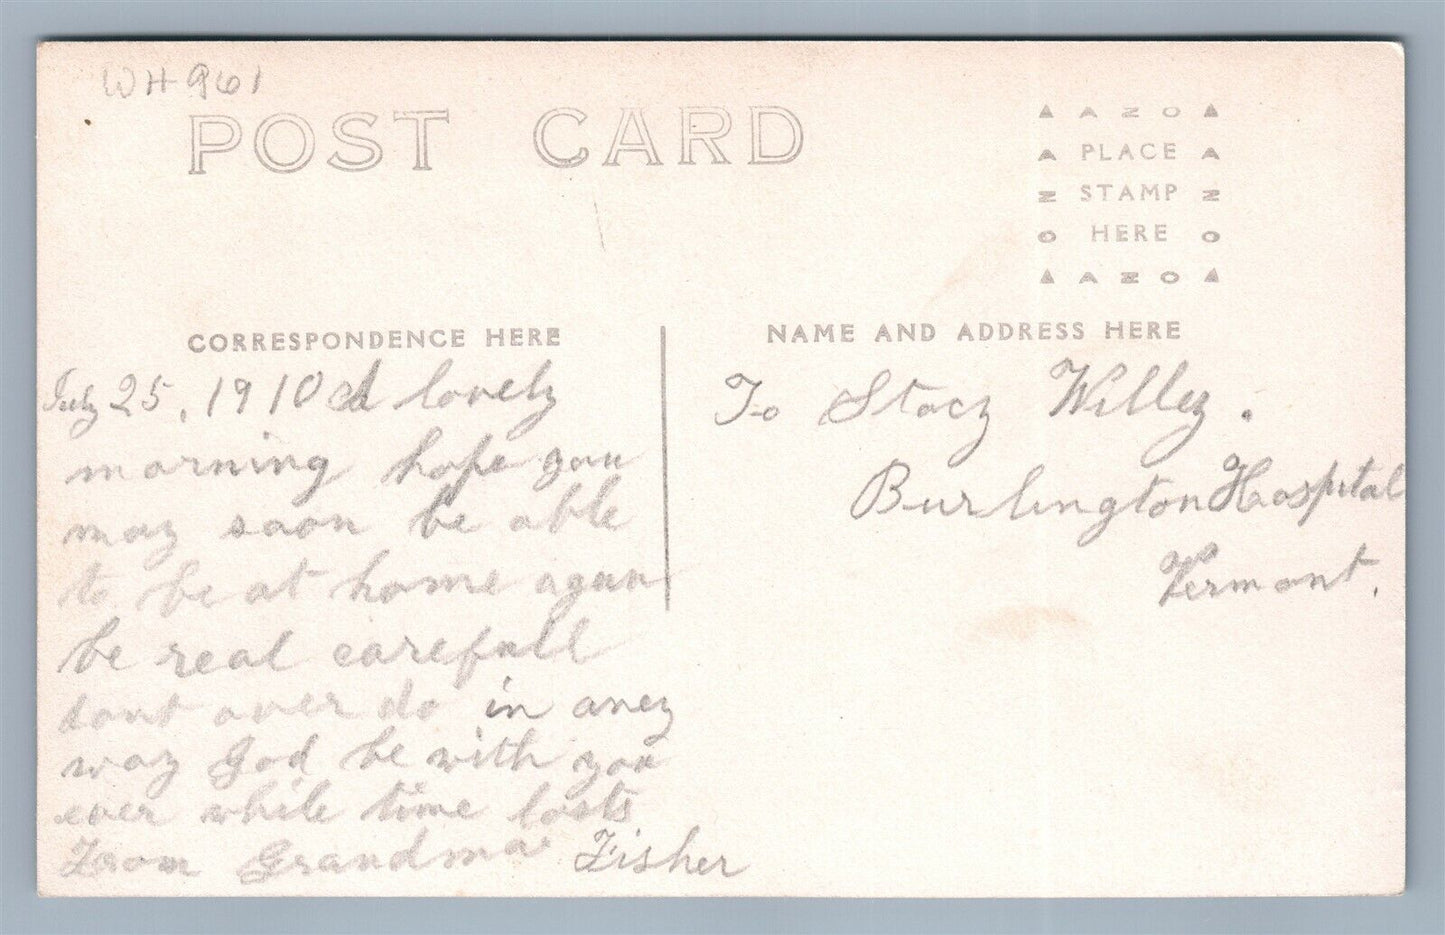 WH961
POST CARD
AZO
PLACE
STAMP
HERE
AZO
CORRESPONDENCE HERE
July 25, 1910 a lovely
morning hope you
may soon be able
to be at home again
be real carefull
dont over do in aney
way God be with you
ever while time lasts
From Grandma Fisher
NAME AND ADDRESS HERE
To Stacy Willey.
Burlington Hospital
Vermont.